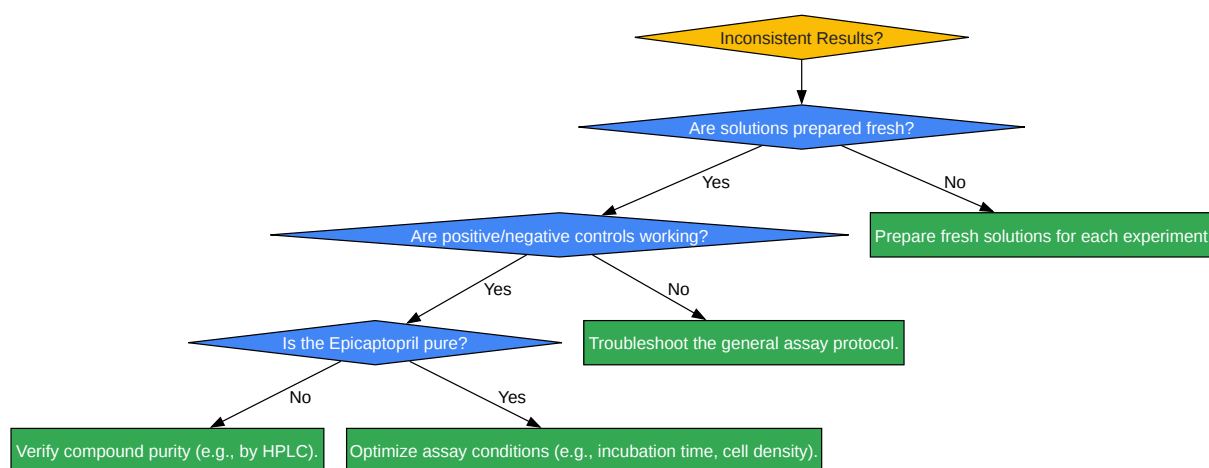 Inconsistent Results?
Are solutions prepared fresh?
Yes
No
Are positive/negative controls working?
Prepare fresh solutions for each experiment
Yes
No
Is the Epicaptopril pure?
Troubleshoot the general assay protocol.
No
Yes
Verify compound purity (e.g., by HPLC).
Optimize assay conditions (e.g., incubation time, cell density).